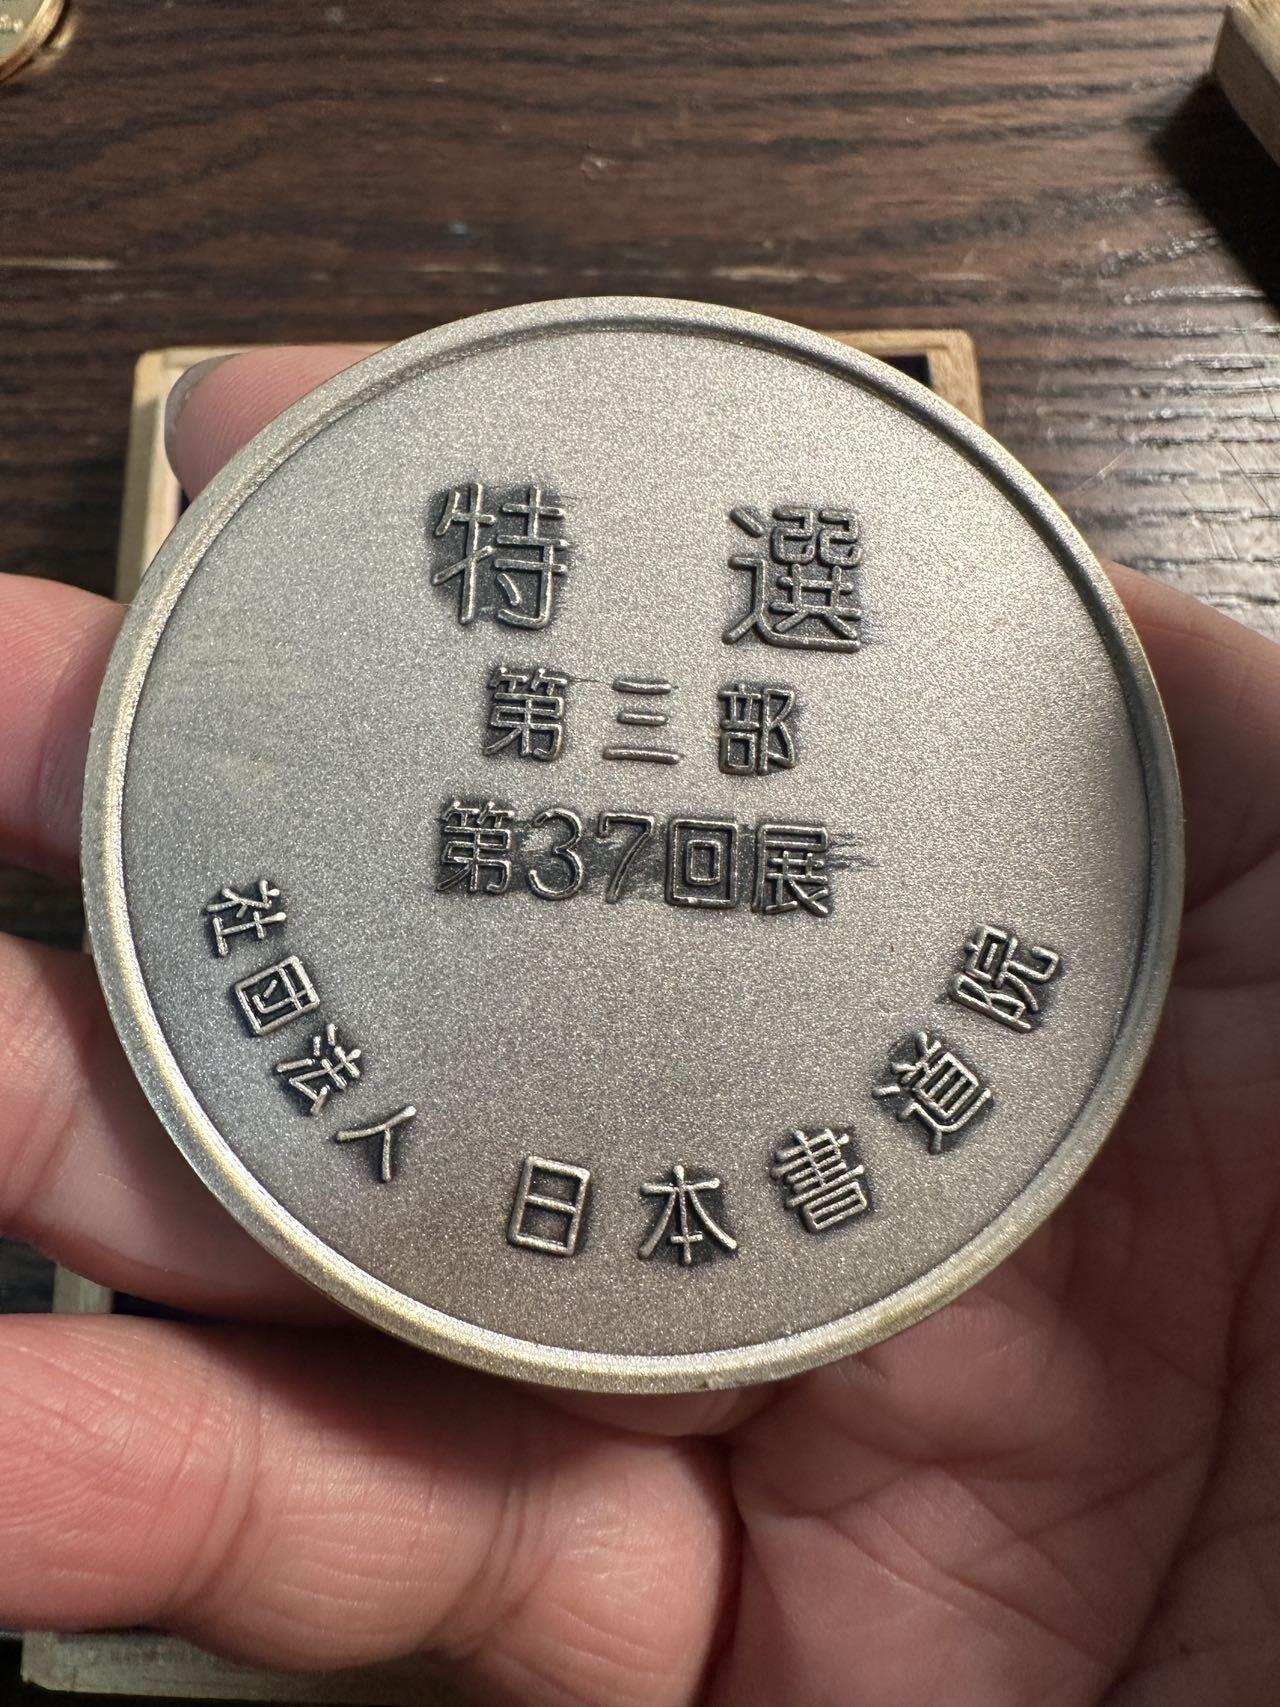 特選
第三部
第37回展
社団法人 日本書道院